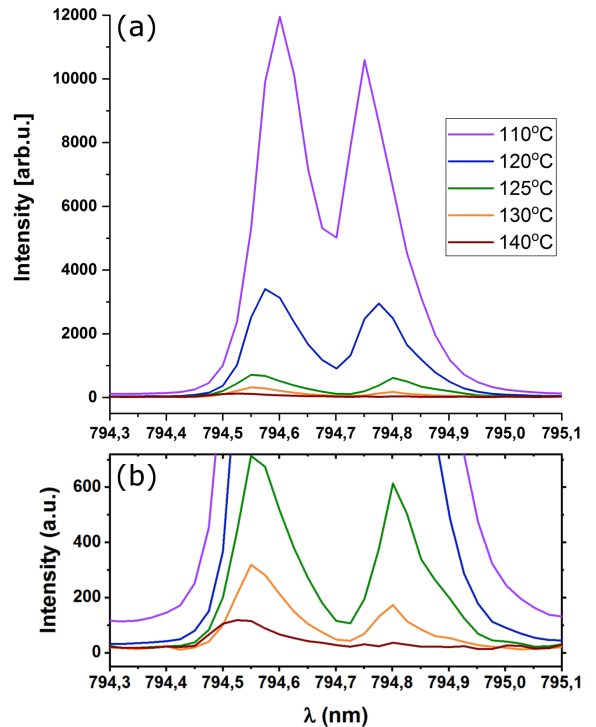 (a)
Intensity [arb.u.]
12000
10000
8000
6000
4000
2000
0
110°C
120°C
125°C
130°C
140°C
794,3 794,4 794,5 794,6 794,7 794,8 794,9 795,0 795,1
(b)
Intensity (a.u.)
600
400
200
0
794,3 794,4 794,5 794,6 794,7 794,8 794,9 795,0 795,1
λ (nm)